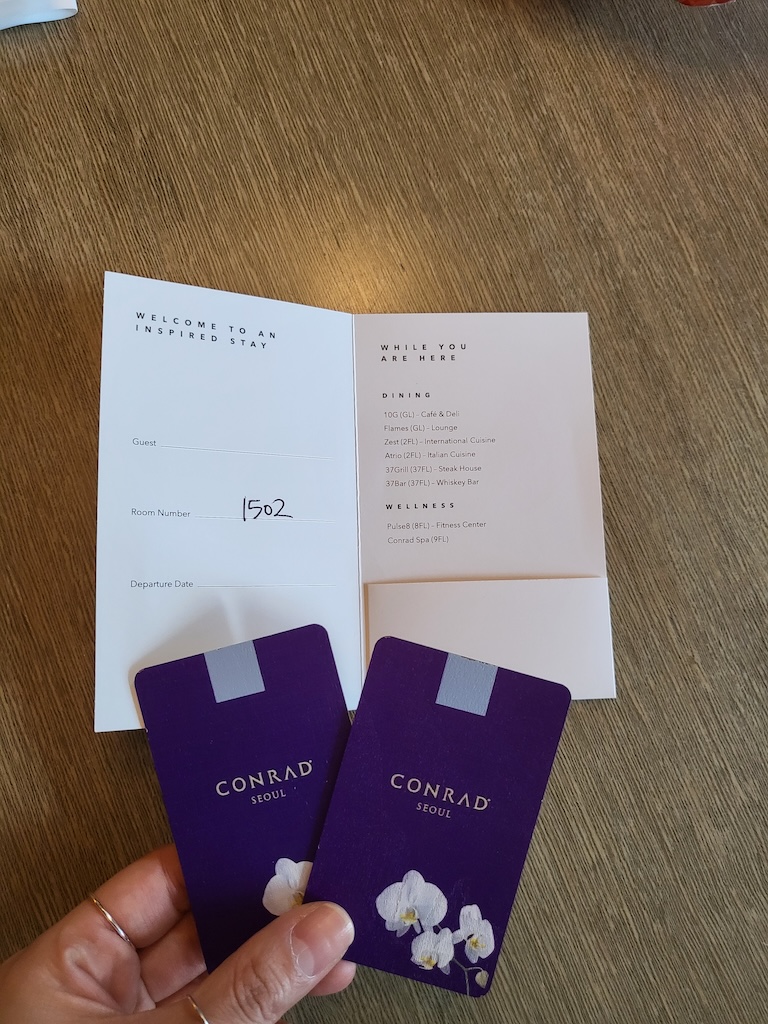 WELCOME TO AN
INSPIRED STAY
Guest
Room Number 1502
Departure Date
WHILE YOU
ARE HERE
DINING
10G (GL) - Café & Deli
Flames (GL) - Lounge
Zest (2FL) - International Cuisine
Atrio (2FL) - Italian Cuisine
37Grill (37FL) - Steak House
37Bar (37FL) - Whiskey Bar
WELLNESS
Pulse8 (8FL) - Fitness Center
Conrad Spa (9FL)
CONRAD
SEOUL
CONRAD
SEOUL